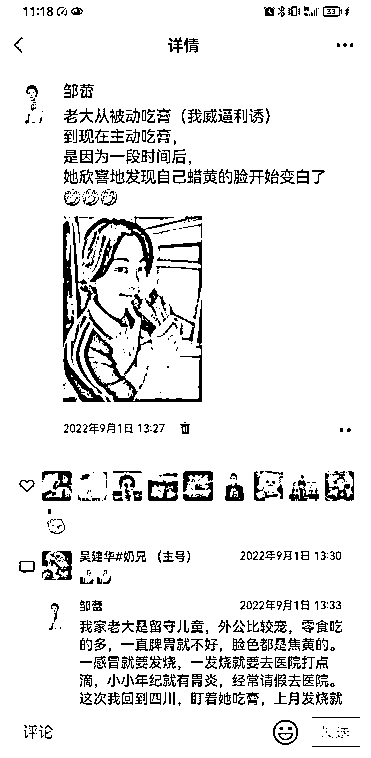 11:18
33
详情
邹蕾
老大从被动吃膏（我威逼利诱）
到现在主动吃膏，
是因为一段时间后，
她欣喜地发现自己蜡黄的脸开始变白了
2022年9月1日 13:27
吴建华#奶兄 （主号）
2022年9月1日 13:30
2022年9月1日 13:33
我家老大是留守儿童，外公比较宠，零食吃
的多，一直脾胃就不好，脸色都是焦黄的。
一感冒就要发烧，一发烧就要去医院打点
滴，小小年纪就有胃炎，经常请假去医院。
这次我回到四川，盯着她吃膏，上月发烧就
评论
发送